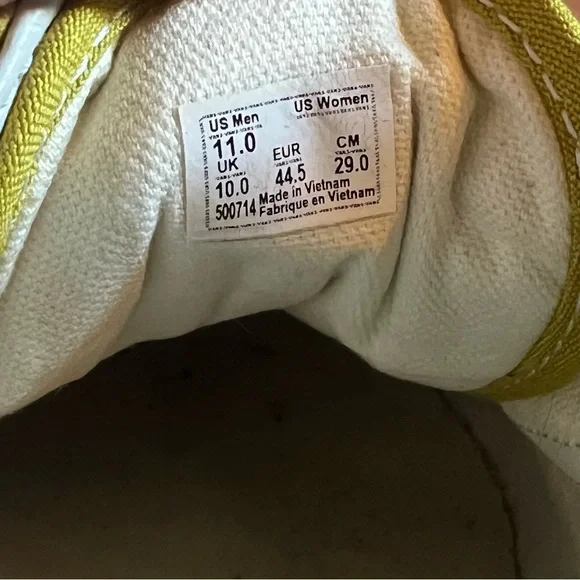 US Men US Women
11.0
UK EUR CM
10.0 44,5 29.0
500714 Made in Vietnam
Fabrique en Vietnam